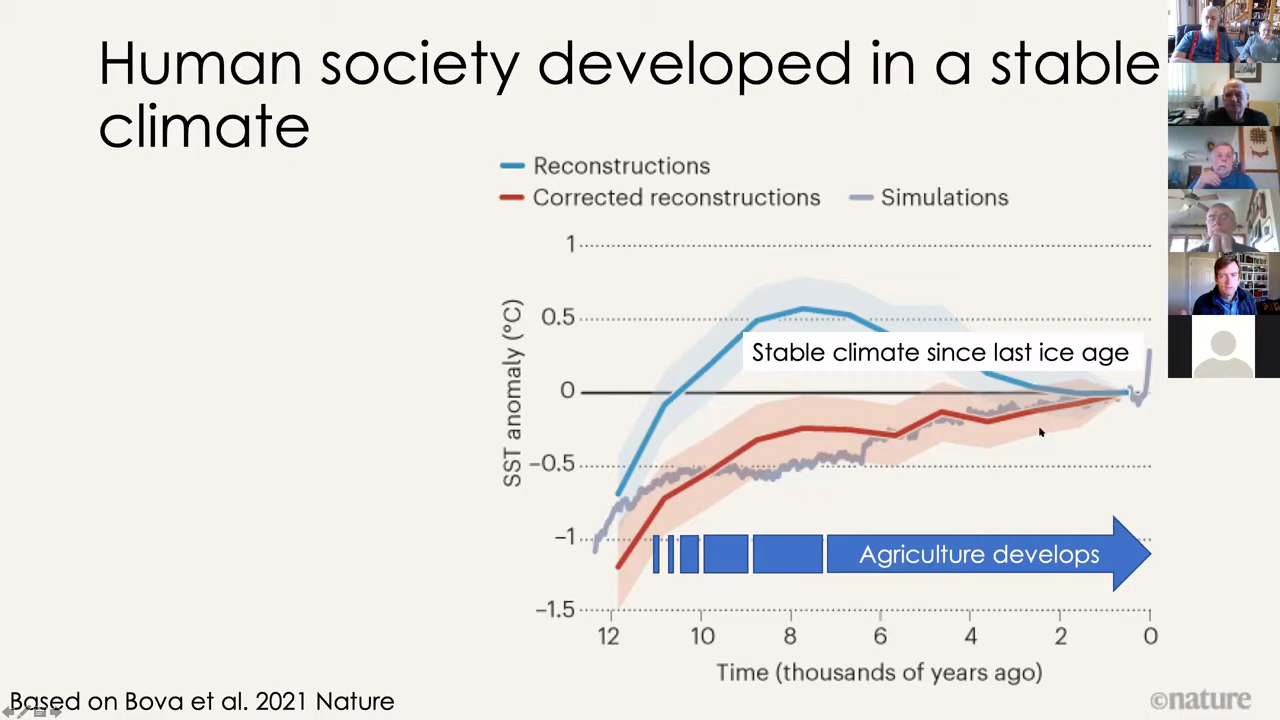 Human society developed in a stable
climate
Reconstructions
Corrected reconstructions
Simulations
1
0.5
0
−0.5
−1
−1.5
SST anomaly (°C)
Stable climate since last ice age
Agriculture develops
12 10 8 6 4 2 0
Time (thousands of years ago)
Based on Bova et al. 2021 Nature
©nature